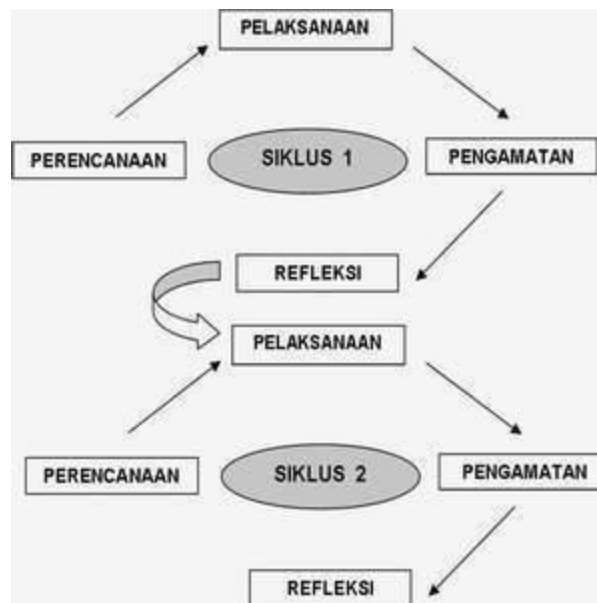 PELAKSANAAN
PERENCANAAN
SIKLUS 1
PENGAMATAN
REFLEKSI
PELAKSANAAN
PERENCANAAN
SIKLUS 2
PENGAMATAN
REFLEKSI